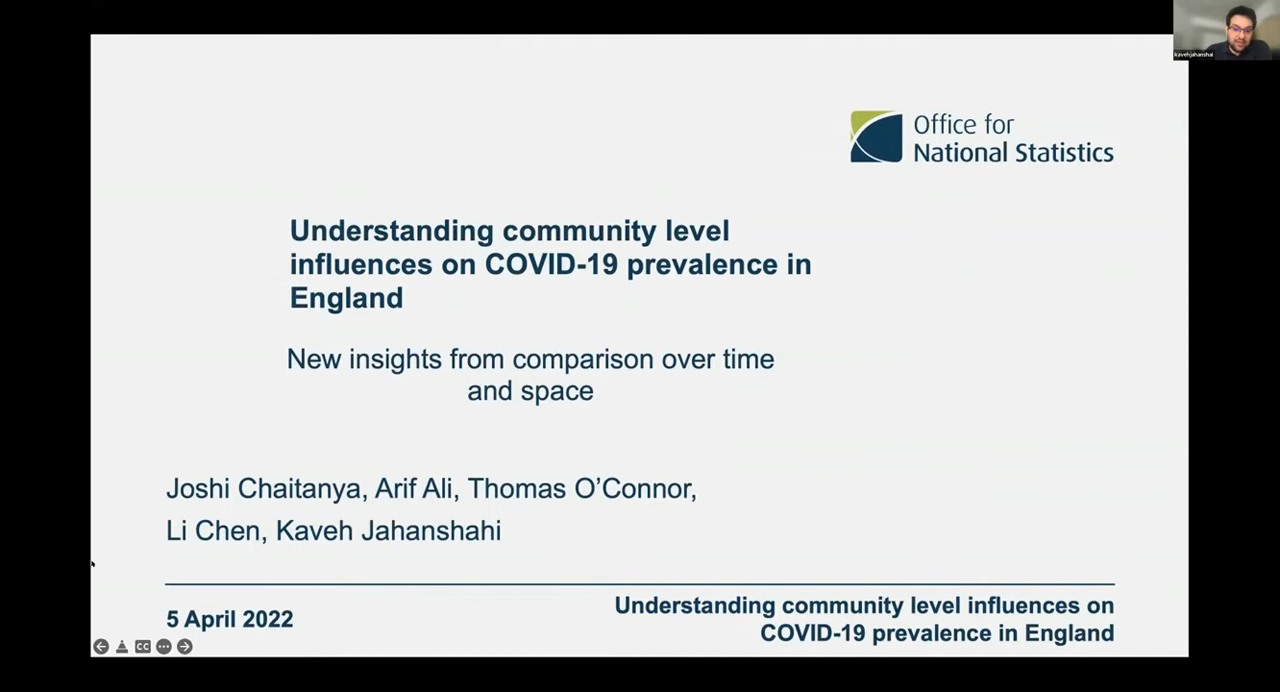 kavehjahanshai
Office for
National Statistics
Understanding community level
influences on COVID-19 prevalence in
England
New insights from comparison over time
and space
Joshi Chaitanya, Arif Ali, Thomas O’Connor,
Li Chen, Kaveh Jahanshahi
5 April 2022
Understanding community level influences on
COVID-19 prevalence in England
CC